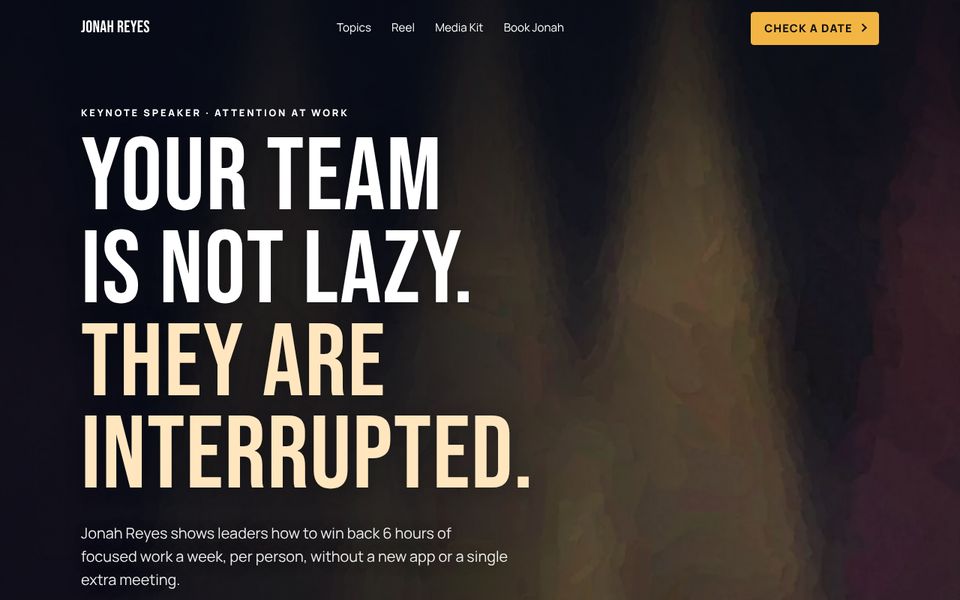 JONAH REYES
Topics
Reel
Media Kit
Book Jonah
CHECK A DATE
KEYNOTE SPEAKER · ATTENTION AT WORK
YOUR TEAM
IS NOT LAZY.
THEY ARE
INTERRUPTED.
Jonah Reyes shows leaders how to win back 6 hours of
focused work a week, per person, without a new app or a single
extra meeting.